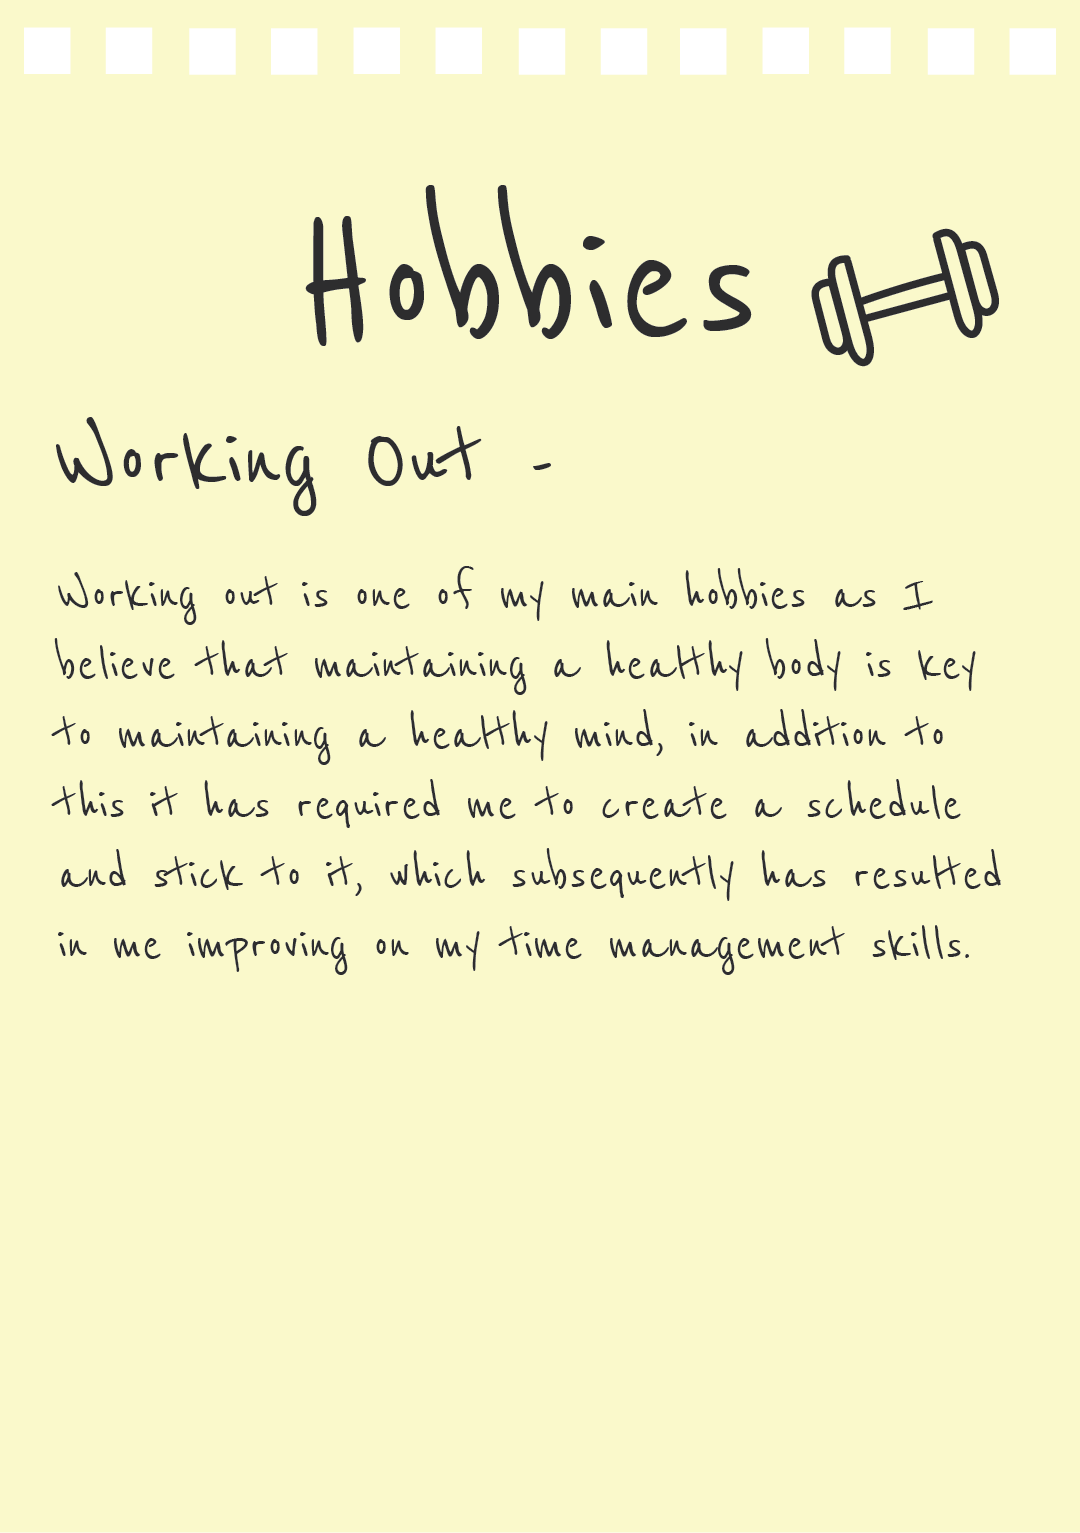 Hobbies
Working Out -
Working out is one of my main hobbies as I
believe that maintaining a healthy body is key
to maintaining a healthy mind, in addition to
this it has required me to create a schedule
and stick to it, which subsequently has resulted
in me improving on my time management skills.